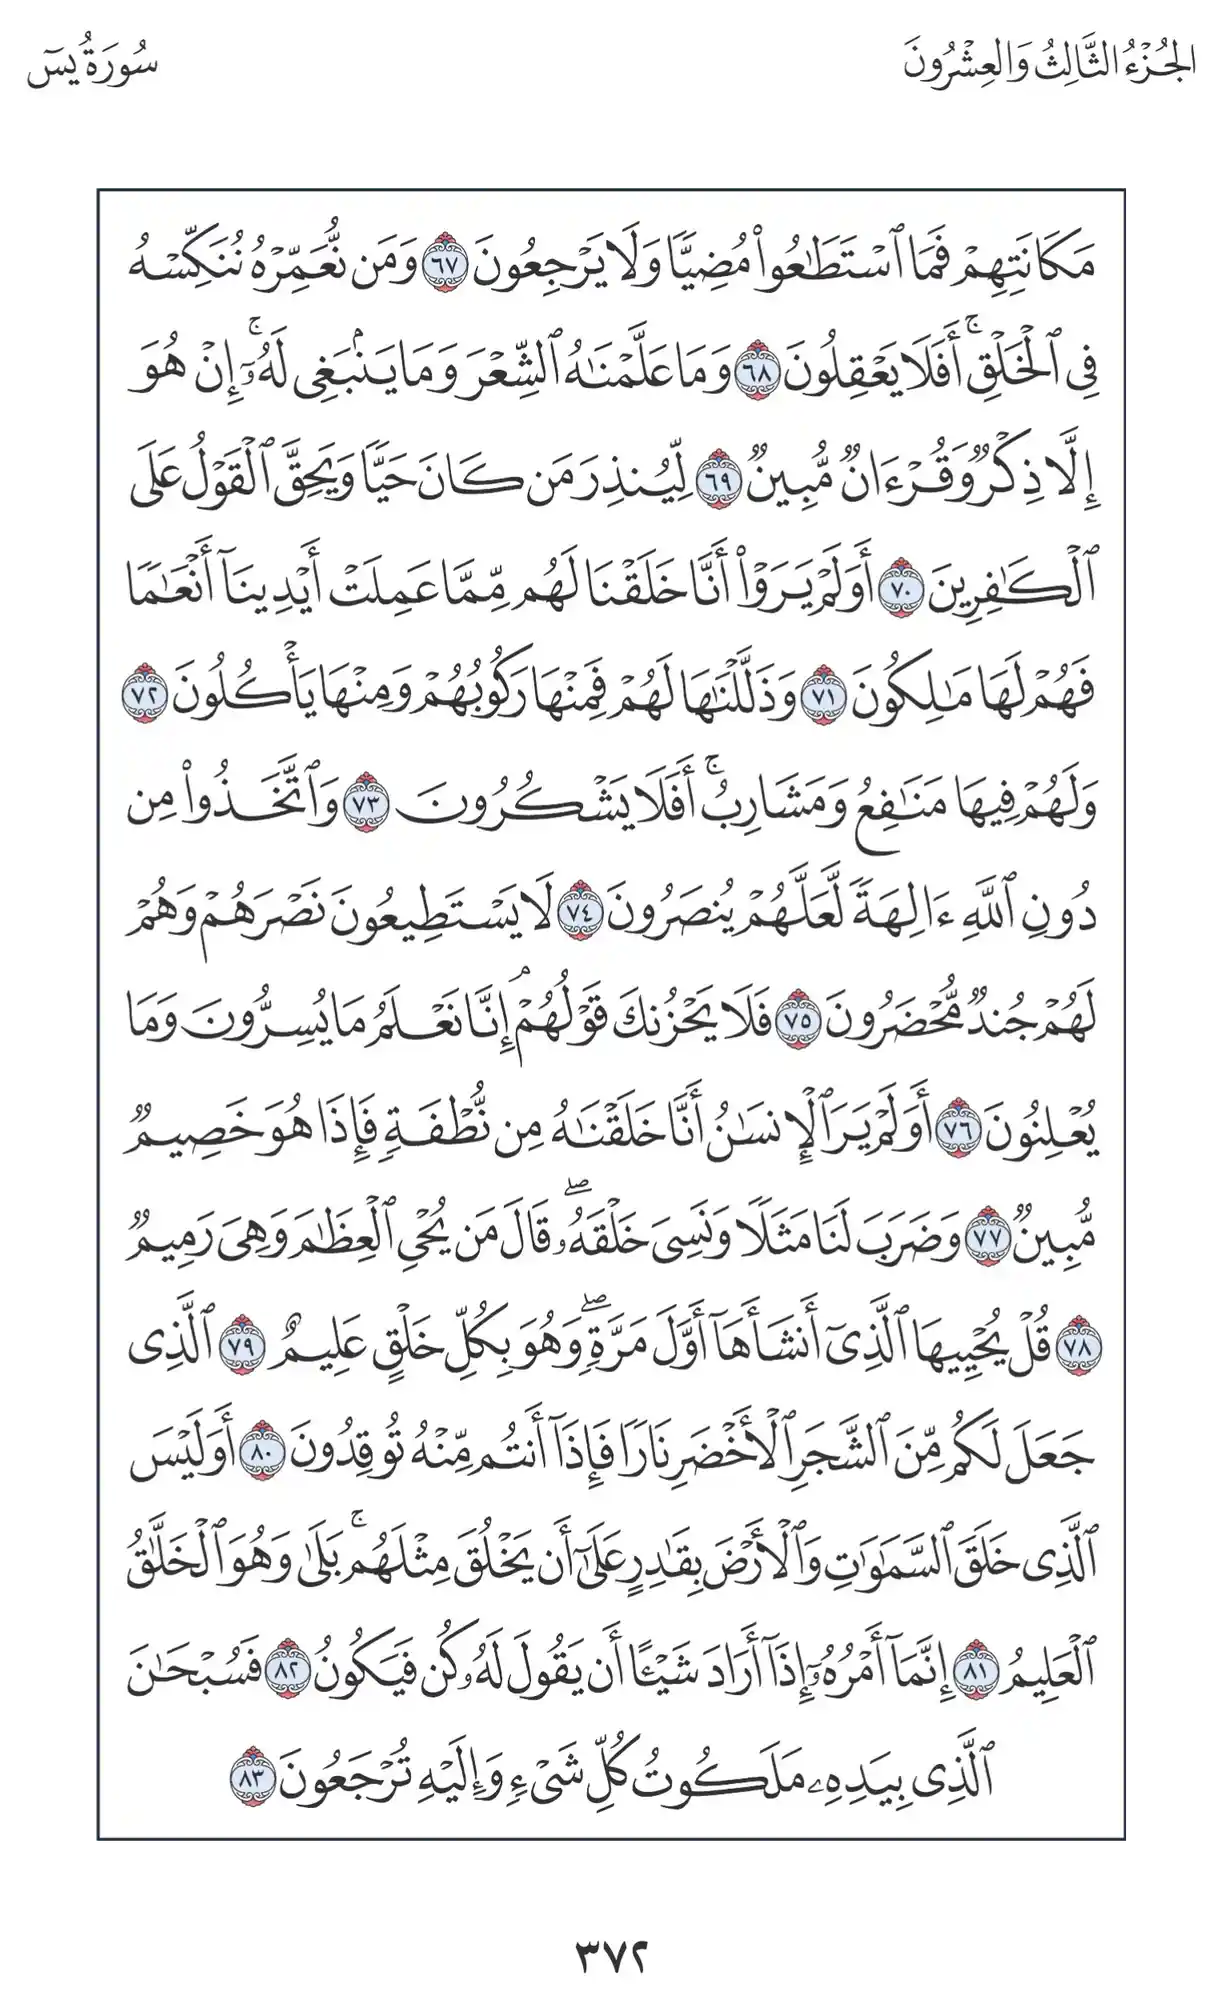 الجُزْءُ الثَّالِثُ وَالعِشْرُونَ
سُورَةُ يسٓ
مَكَانَتِهِمْ فَمَا ٱسْتَطَـٰعُوا۟ مُضِيًّا وَلَا يَرْجِعُونَ ٦٧ وَمَن نُّعَمِّرْهُ نُنَكِّسْهُ
فِى ٱلْخَلْقِ ۚ أَفَلَا يَعْقِلُونَ ٦٨ وَمَا عَلَّمْنَـٰهُ ٱلشِّعْرَ وَمَا يَنۢبَغِى لَهُۥٓ ۚ إِنْ هُوَ
إِلَّا ذِكْرٌ وَقُرْءَانٌ مُّبِينٌ ٦٩ لِّيُنذِرَ مَن كَانَ حَيًّا وَيَحِقَّ ٱلْقَوْلُ عَلَى
ٱلْكَـٰفِرِينَ ٧٠ أَوَلَمْ يَرَوْا۟ أَنَّا خَلَقْنَا لَهُم مِّمَّا عَمِلَتْ أَيْدِينَآ أَنْعَـٰمًا
فَهُمْ لَهَا مَـٰلِكُونَ ٧١ وَذَلَّلْنَـٰهَا لَهُمْ فَمِنْهَا رَكُوبُهُمْ وَمِنْهَا يَأْكُلُونَ ٧٢
وَلَهُمْ فِيهَا مَنَـٰفِعُ وَمَشَارِبُ ۚ أَفَلَا يَشْكُرُونَ ٧٣ وَٱتَّخَذُوا۟ مِن
دُونِ ٱللَّهِ ءَالِهَةً لَّعَلَّهُمْ يُنصَرُونَ ٧٤ لَا يَسْتَطِيعُونَ نَصْرَهُمْ وَهُمْ
لَهُمْ جُندٌ مُّحْضَرُونَ ٧٥ فَلَا يَحْزُنكَ قَوْلُهُمْ ۘ إِنَّا نَعْلَمُ مَا يُسِرُّونَ وَمَا
يُعْلِنُونَ ٧٦ أَوَلَمْ يَرَ ٱلْإِنسَـٰنُ أَنَّا خَلَقْنَـٰهُ مِن نُّطْفَةٍ فَإِذَا هُوَ خَصِيمٌ
مُّبِينٌ ٧٧ وَضَرَبَ لَنَا مَثَلًا وَنَسِىَ خَلْقَهُۥ ۖ قَالَ مَن يُحْىِ ٱلْعِظَـٰمَ وَهِىَ رَمِيمٌ
٧٨ قُلْ يُحْيِيهَا ٱلَّذِىٓ أَنشَأَهَآ أَوَّلَ مَرَّةٍ ۖ وَهُوَ بِكُلِّ خَلْقٍ عَلِيمٌ ٧٩ ٱلَّذِى
جَعَلَ لَكُم مِّنَ ٱلشَّجَرِ ٱلْأَخْضَرِ نَارًا فَإِذَآ أَنتُم مِّنْهُ تُوقِدُونَ ٨٠ أَوَلَيْسَ
ٱلَّذِى خَلَقَ ٱلسَّمَـٰوَٰتِ وَٱلْأَرْضَ بِقَـٰدِرٍ عَلَىٰٓ أَن يَخْلُقَ مِثْلَهُم ۚ بَلَىٰ وَهُوَ ٱلْخَلَّـٰقُ
ٱلْعَلِيمُ ٨١ إِنَّمَآ أَمْرُهُۥٓ إِذَآ أَرَادَ شَيْـًٔا أَن يَقُولَ لَهُۥ كُن فَيَكُونُ ٨٢ فَسُبْحَـٰنَ
ٱلَّذِى بِيَدِهِۦ مَلَكُوتُ كُلِّ شَىْءٍ وَإِلَيْهِ تُرْجَعُونَ ٨٣
٣٧٢